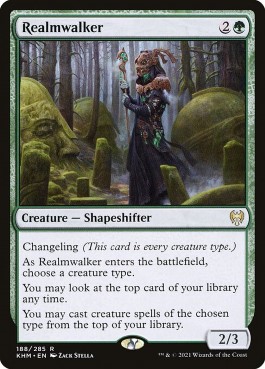 Realmwalker 2
Creature — Shapeshifter
Changeling (This card is every creature type.)
As Realmwalker enters the battlefield,
choose a creature type.
You may look at the top card of your library
any time.
You may cast creature spells of the chosen
type from the top of your library.
2/3
188/285 R
KHM • EN ZACK STELLA
™ & © 2021 Wizards of the Coast